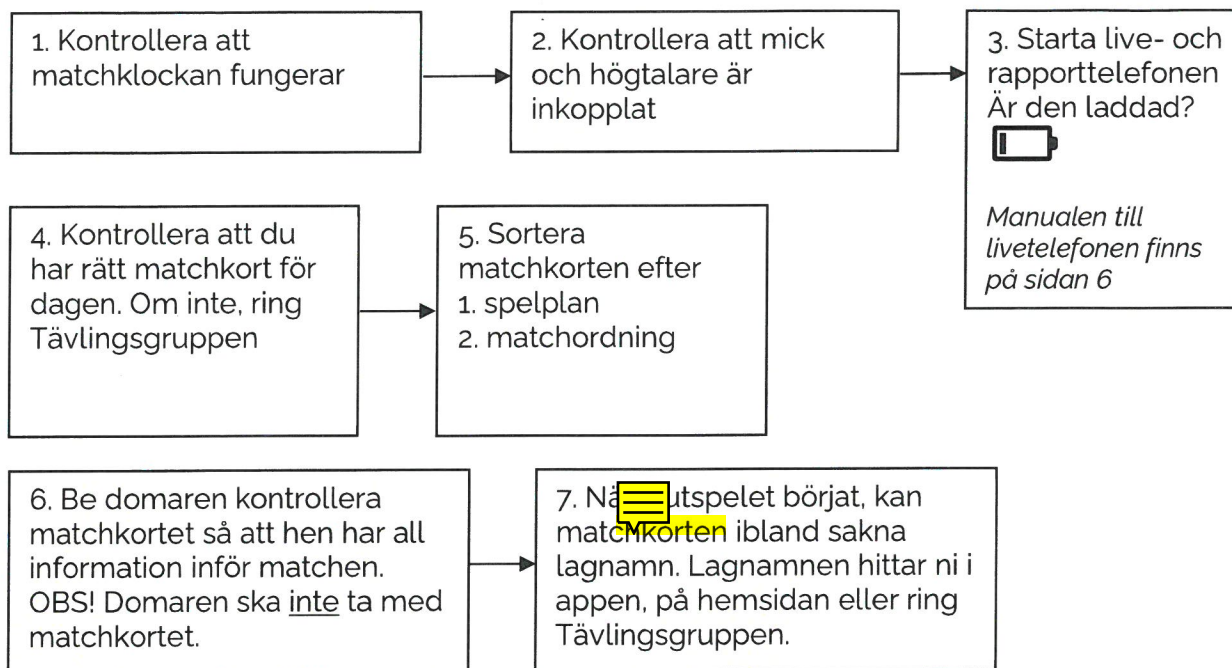 1. Kontrollera att
matchklockan fungerar
2. Kontrollera att mick
och högtalare är
inkopplat
3. Starta live- och
rapporttelefonen
Är den laddad?
Manualen till
livetelefonen finns
på sidan 6
4. Kontrollera att du
har rätt matchkort för
dagen. Om inte, ring
Tävlingsgruppen
5. Sortera
matchkorten efter
1. spelplan
2. matchordning
6. Be domaren kontrollera
matchkortet så att hen har all
information inför matchen.
OBS! Domaren ska inte ta med
matchkortet.
7. börjat, kan
matchkorten ibland sakna
lagnamn. Lagnamnen hittar ni i
appen, på hemsidan eller ring
Tävlingsgruppen.